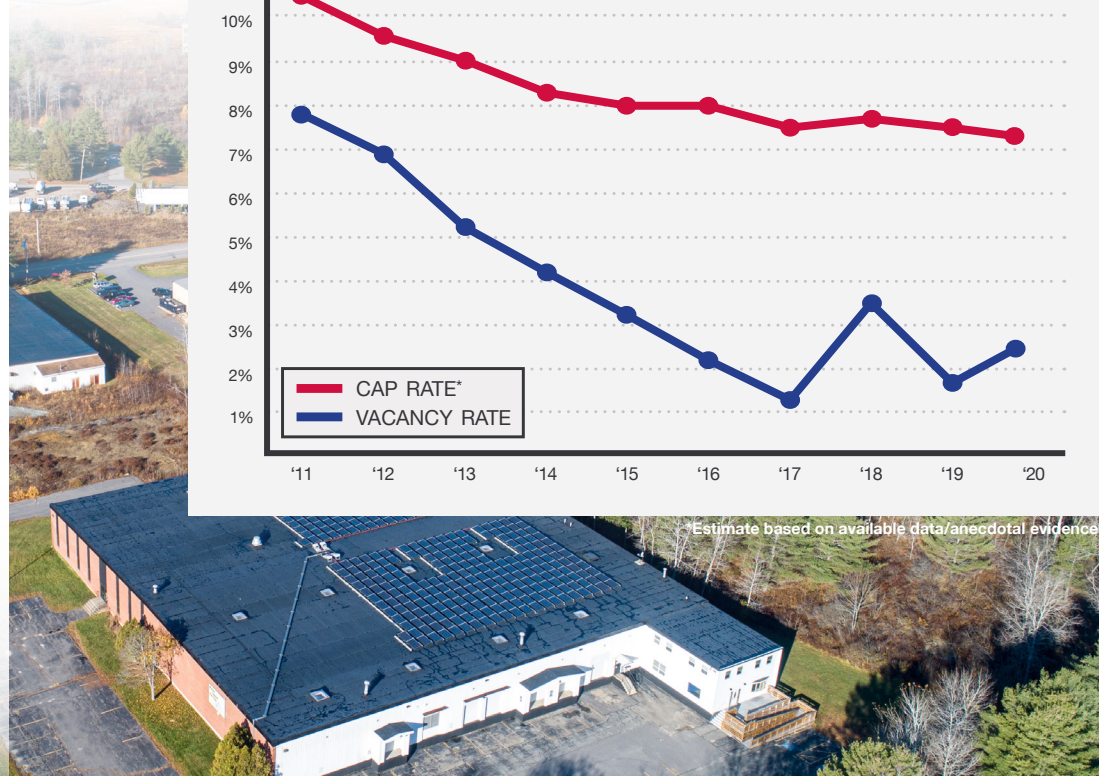 10%
9%
8%
7%
6%
5%
4%
3%
2%
1%
CAP RATE*
VACANCY RATE
‘11 ‘12 ‘13 ‘14 ‘15 ‘16 ‘17 ‘18 ‘19 ‘20
*Estimate based on available data/anecdotal evidence